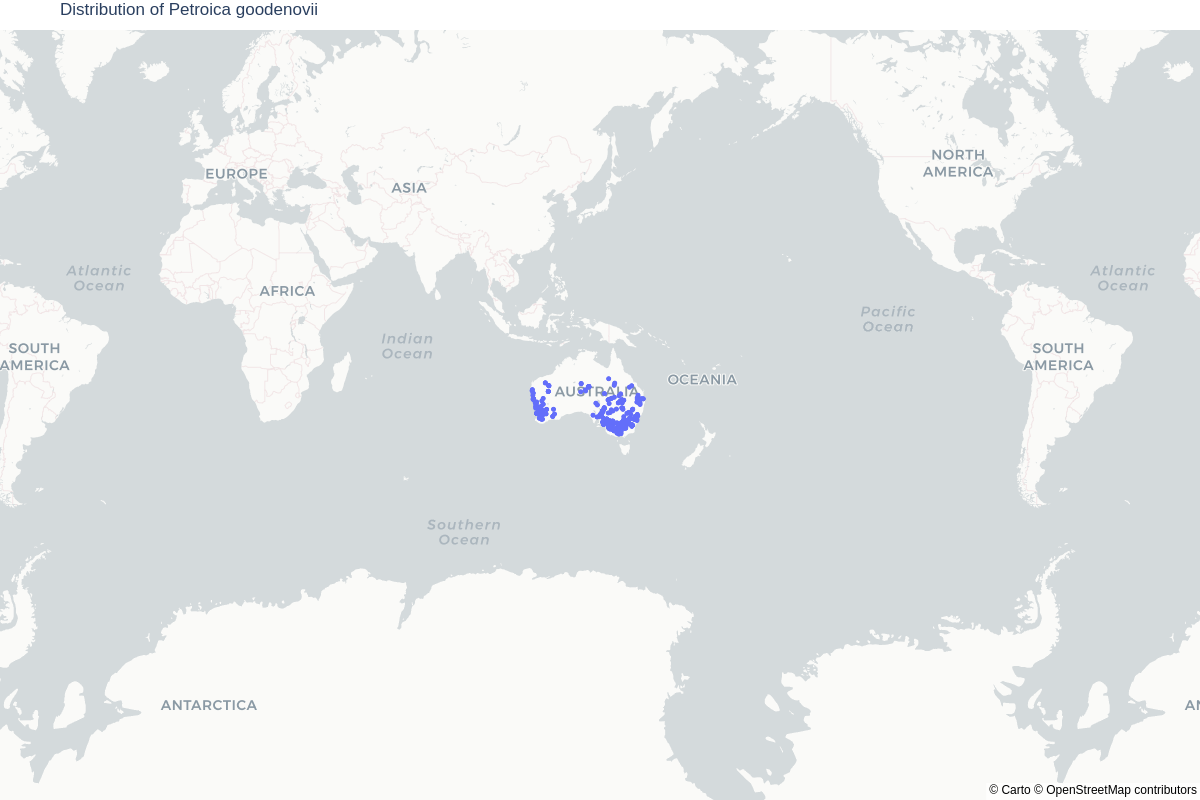 Distribution of Petroica goodenovii
NORTH
AMERICA
EUROPE
ASIA
Atlantic
Ocean
Atlantic
Ocean
AFRICA
Pacific
Ocean
Indian
Ocean
SOUTH
AMERICA
SOUTH
AMERICA
OCEANIA
AUSTRALIA
Southern
Ocean
ANTARCTICA
AN
© Carto © OpenStreetMap contributors